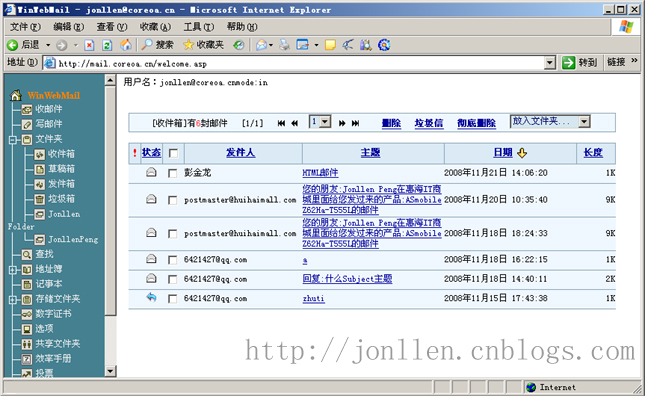 WinWebMail - jonllen@coreoa.cn - Microsoft Internet Explorer
文件(F) 编辑(E) 查看(V) 收藏(A) 工具(T) 帮助(H)
后退 搜索 收藏夹
地址(D) http://mail.coreoa.cn/welcome.asp 转到 链接 »
用户名：jonllen@coreoa.cnmode:in
WinWebMail
收邮件
写邮件
文件夹
收件箱
草稿箱
发件箱
垃圾箱
Jonllen
Folder
JonllenPeng
查找
地址簿
记事本
存储文件夹
数字证书
选项
共享文件夹
效率手册
投票
[收件箱]有6封邮件 [1/1] 1 删除 垃圾信 彻底删除 放入文件夹...
! 状态 发件人 主题 日期 长度
彭金龙 HTML邮件 2008年11月21日 14:06:20 1K
postmaster@huihaimall.com 您的朋友:Jonllen Peng在惠海IT商
城里面给您发过来的产品:ASmobile
Z62Ha-T555L的邮件 2008年11月20日 10:35:40 9K
postmaster@huihaimall.com 您的朋友:Jonllen Peng在惠海IT商
城里面给您发过来的产品:ASmobile
Z62Ha-T555L的邮件 2008年11月18日 18:24:33 9K
6421427@qq.com a 2008年11月18日 16:22:15 1K
6421427@qq.com 回复:什么Subject主题 2008年11月18日 14:40:11 2K
6421427@qq.com zhuti 2008年11月15日 17:43:38 1K
http://jonllen.cnblogs.com
Internet